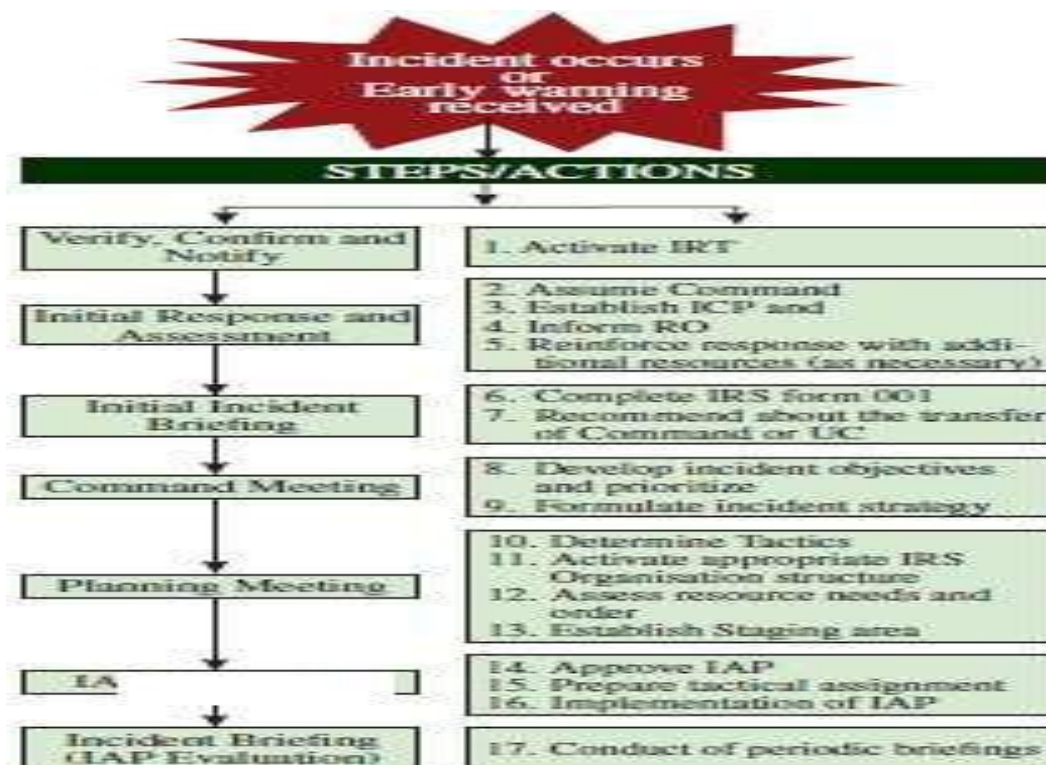 Incident occurs
or
Early warning
received
STEPS/ACTIONS
Verify, Confirm and
Notify
1. Activate IRT
Initial Response and
Assessment
2. Assume Command
3. Establish ICP and
4. Inform RO
5. Reinforce response with addi-
tional resources (as necessary)
Initial Incident
Briefing
6. Complete IRS form 001
7. Recommend about the transfer
of Command or UC
Command Meeting
8. Develop incident objectives
and prioritize
9. Formulate incident strategy
Planning Meeting
10. Determine Tactics
11. Activate appropriate IRS
Organisation structure
12. Assess resource needs and
order
13. Establish Staging area
IA
14. Approve IAP
15. Prepare tactical assignment
16. Implementation of IAP
Incident Briefing
(IAP Evaluation)
17. Conduct of periodic briefings